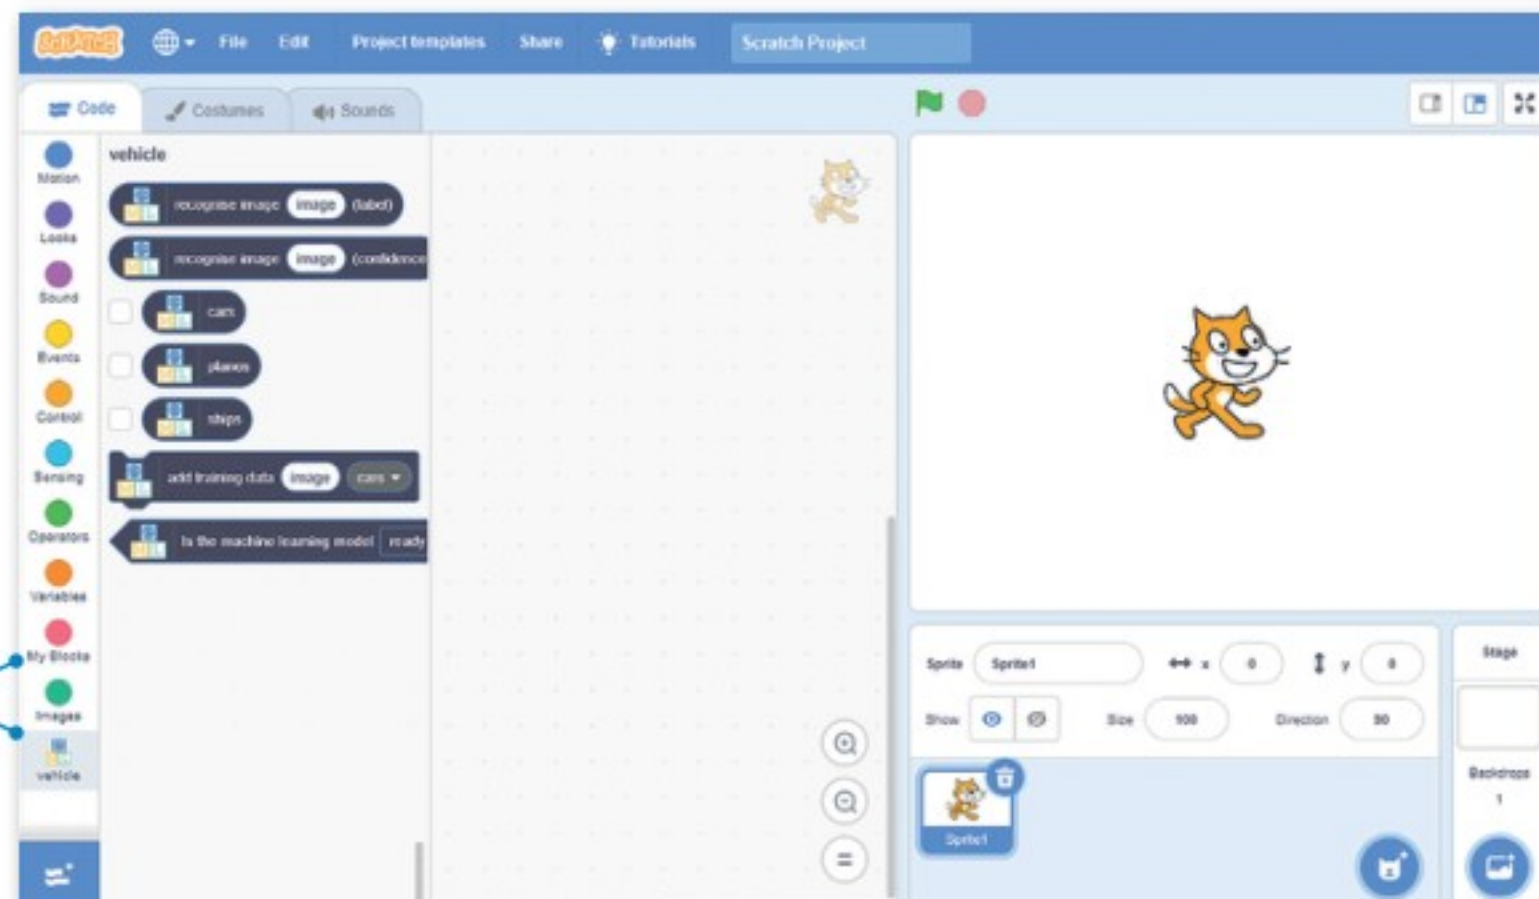 SCRATCH File Edit Project templates Share Tutorials Scratch Project
Code Costumes Sounds
Motion
Looks
Sound
Events
Control
Sensing
Operators
Variables
My Blocks
Images
vehicle
vehicle
recognise image image (label)
recognise image image (confidence
cars
planes
ships
add training data image cars
Is the machine learning model ready
Sprite Sprite1 x 0 y 0
Show Size 100 Direction 90
Sprite1
Stage
Backdrops
1